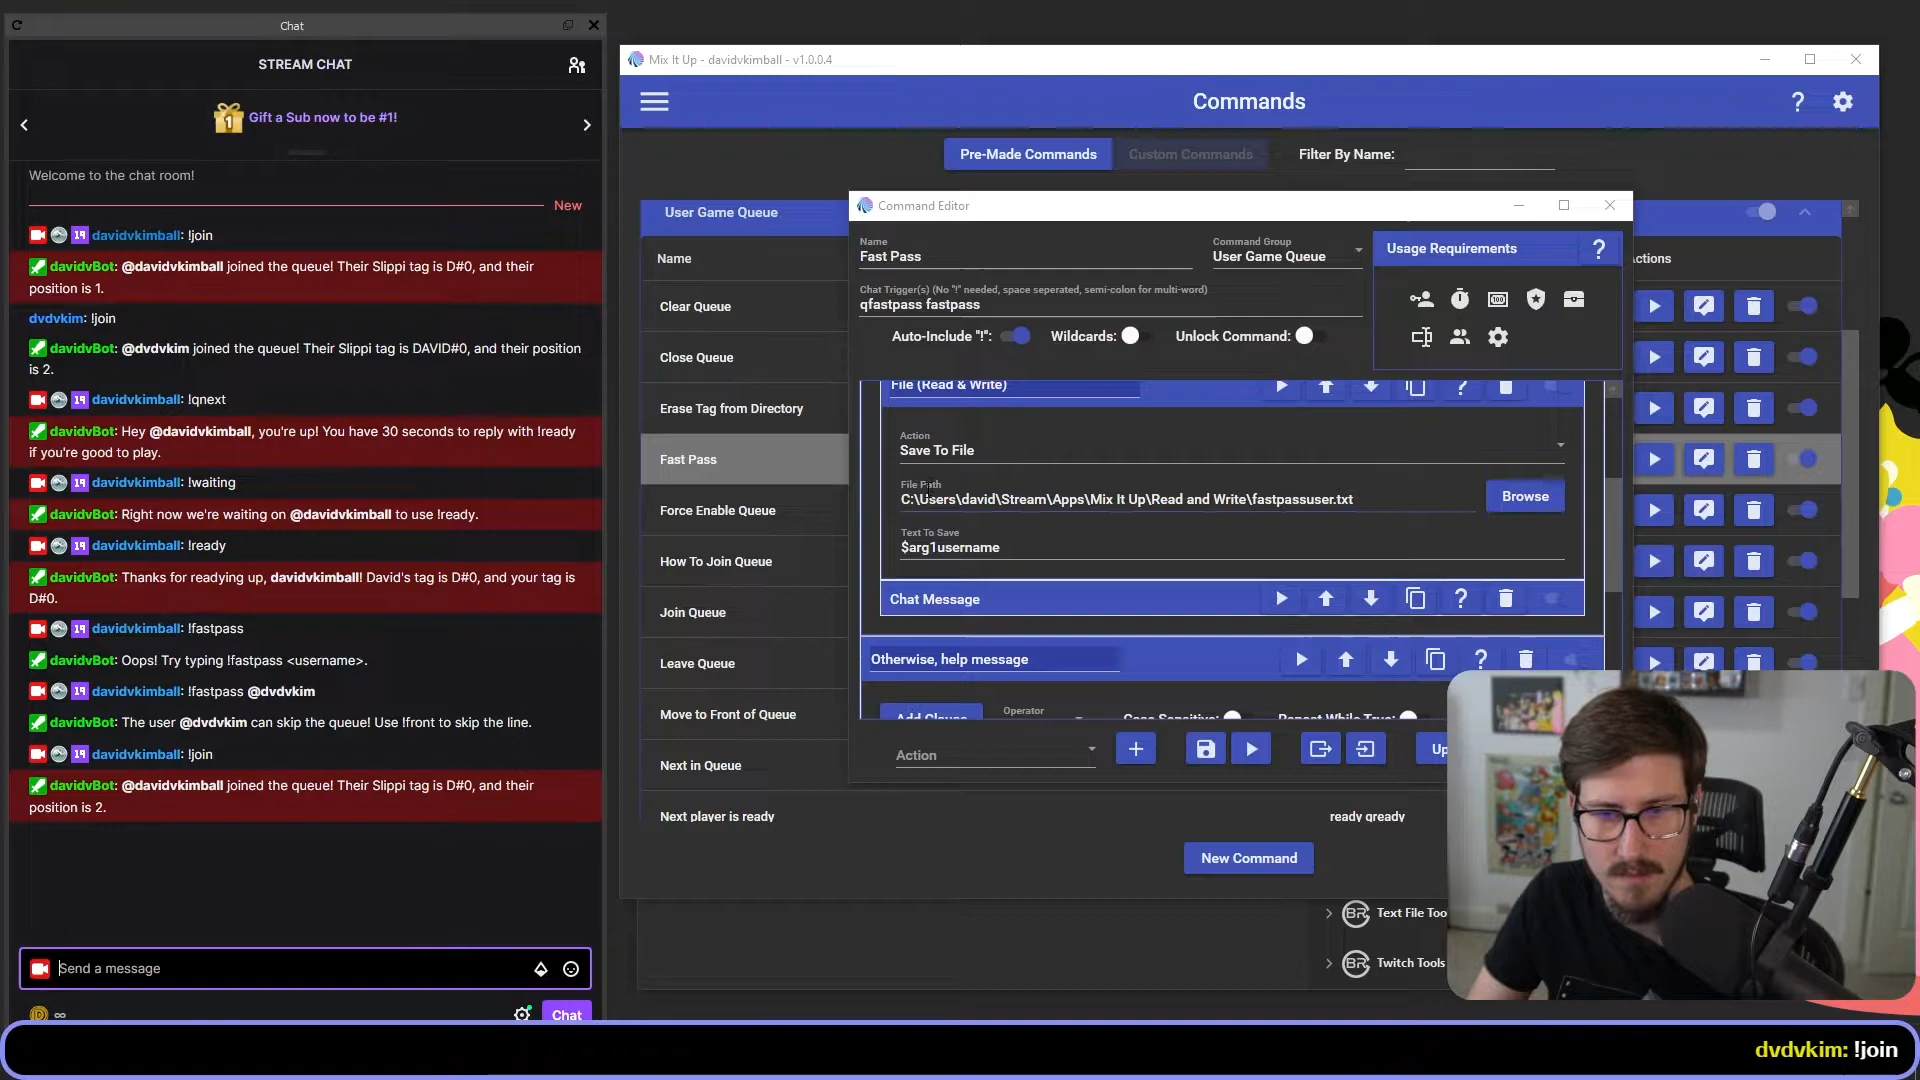 Chat
STREAM CHAT
1
Gift a Sub now to be #1!
Welcome to the chat room!
New
davidvkimball: !join
davidvBot: @davidvkimball joined the queue! Their Slippi tag is D#0, and their
position is 1.
dvdvkim: !join
davidvBot: @dvdvkim joined the queue! Their Slippi tag is DAVID#0, and their position
is 2.
davidvkimball: !qnext
davidvBot: Hey @davidvkimball, you're up! You have 30 seconds to reply with !ready
if you're good to play.
davidvkimball: !waiting
davidvBot: Right now we're waiting on @davidvkimball to use !ready.
davidvkimball: !ready
davidvBot: Thanks for readying up, davidvkimball! David's tag is D#0, and your tag is
D#0.
davidvkimball: !fastpass
davidvBot: Oops! Try typing !fastpass <username>.
davidvkimball: !fastpass @dvdvkim
davidvBot: The user @dvdvkim can skip the queue! Use !front to skip the line.
davidvkimball: !join
davidvBot: @davidvkimball joined the queue! Their Slippi tag is D#0, and their
position is 2.
Send a message
∞
Chat
Mix It Up - davidvkimball - v1.0.0.4
Commands
?
Pre-Made Commands
Custom Commands
Filter By Name:
User Game Queue
Name
Actions
Clear Queue
Close Queue
Erase Tag from Directory
Fast Pass
Force Enable Queue
How To Join Queue
Join Queue
Leave Queue
Move to Front of Queue
Next in Queue
Next player is ready
ready qready
New Command
Command Editor
Name
Fast Pass
Command Group
User Game Queue
Usage Requirements
?
Chat Trigger(s) (No "!" needed, space seperated, semi-colon for multi-word)
qfastpass fastpass
Auto-Include "!":
Wildcards:
Unlock Command:
File (Read & Write)
?
Action
Save To File
File Path
C:\Users\david\Stream\Apps\Mix It Up\Read and Write\fastpassuser.txt
Browse
Text To Save
$arg1username
Chat Message
?
Otherwise, help message
?
Add Clause
Operator
Case Sensitive:
Repeat While True:
Action
Up
BR
Text File Too
BR
Twitch Tools
dvdvkim: !join